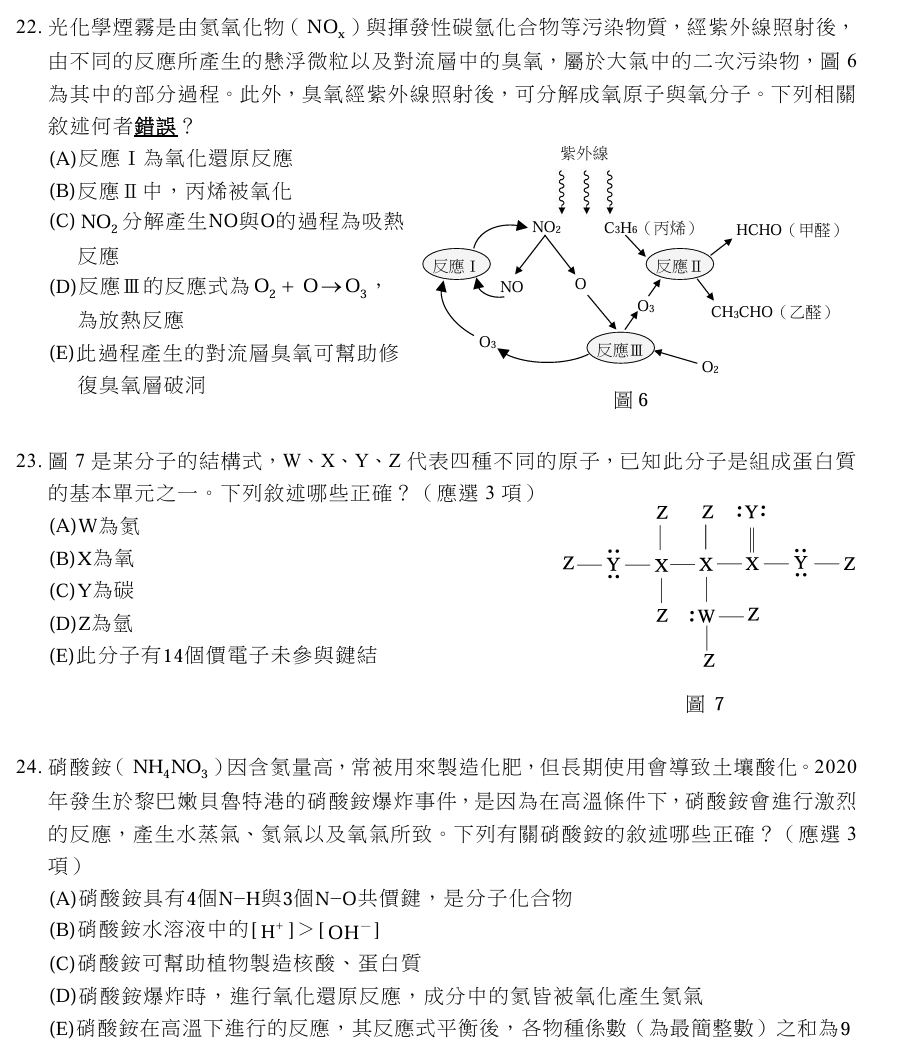 22. 光化學煙霧是由氮氧化物（NOₓ）與揮發性碳氫化合物等污染物質，經紫外線照射後，
由不同的反應所產生的懸浮微粒以及對流層中的臭氧，屬於大氣中的二次污染物，圖 6
為其中的部分過程。此外，臭氧經紫外線照射後，可分解成氧原子與氧分子。下列相關
敘述何者錯誤？
(A)反應Ⅰ為氧化還原反應
(B)反應Ⅱ中，丙烯被氧化
(C) NO₂ 分解產生NO與O的過程為吸熱
反應
(D)反應Ⅲ的反應式為 O₂ + O→O₃，
為放熱反應
(E)此過程產生的對流層臭氧可幫助修
復臭氧層破洞
紫外線
NO₂
C₃H₆（丙烯）
HCHO（甲醛）
反應Ⅰ
反應Ⅱ
NO
O
O₃
CH₃CHO（乙醛）
O₃
反應Ⅲ
O₂
圖 6
23. 圖 7 是某分子的結構式，W、X、Y、Z 代表四種不同的原子，已知此分子是組成蛋白質
的基本單元之一。下列敘述哪些正確？（應選 3 項）
(A)W為氮
(B)X為氧
(C)Y為碳
(D)Z為氫
(E)此分子有14個價電子未參與鍵結
Z Z :Y:
Z—Y—X—X—X—Y—Z
Z :W—Z
Z
圖 7
24. 硝酸銨（NH₄NO₃）因含氮量高，常被用來製造化肥，但長期使用會導致土壤酸化。2020
年發生於黎巴嫩貝魯特港的硝酸銨爆炸事件，是因為在高溫條件下，硝酸銨會進行激烈
的反應，產生水蒸氣、氮氣以及氧氣所致。下列有關硝酸銨的敘述哪些正確？（應選 3
項）
(A)硝酸銨具有4個N−H與3個N−O共價鍵，是分子化合物
(B)硝酸銨水溶液中的[H⁺]＞[OH⁻]
(C)硝酸銨可幫助植物製造核酸、蛋白質
(D)硝酸銨爆炸時，進行氧化還原反應，成分中的氮皆被氧化產生氮氣
(E)硝酸銨在高溫下進行的反應，其反應式平衡後，各物種係數（為最簡整數）之和為9